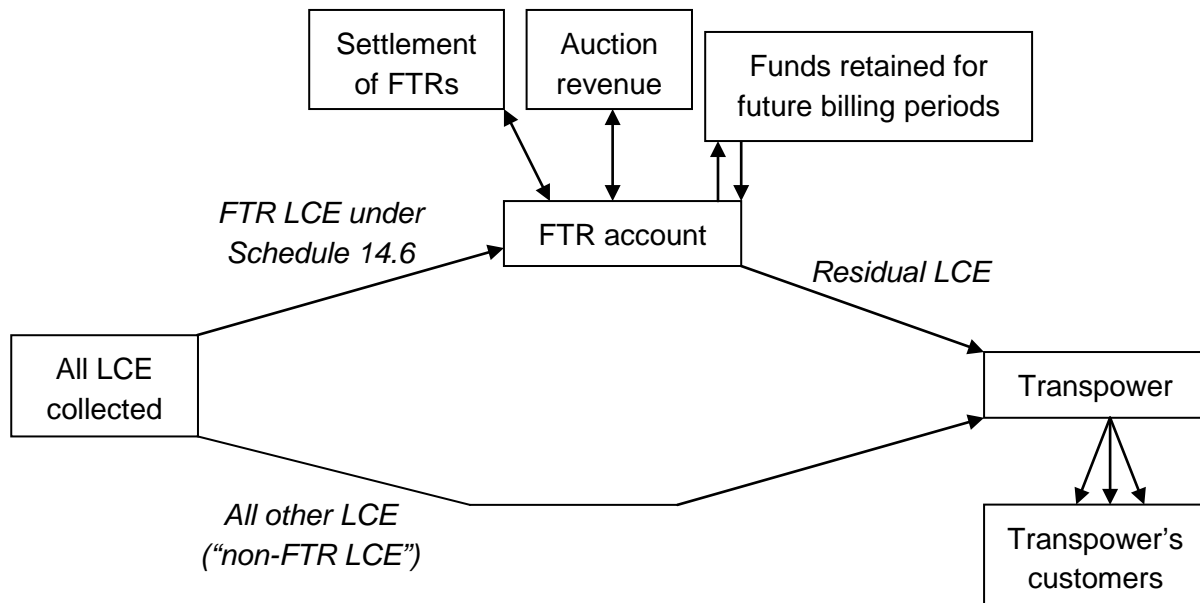 Settlement
of FTRs
Auction
revenue
Funds retained for
future billing periods
FTR LCE under
Schedule 14.6
FTR account
Residual LCE
All LCE
collected
Transpower
All other LCE
(“non-FTR LCE”)
Transpower’s
customers